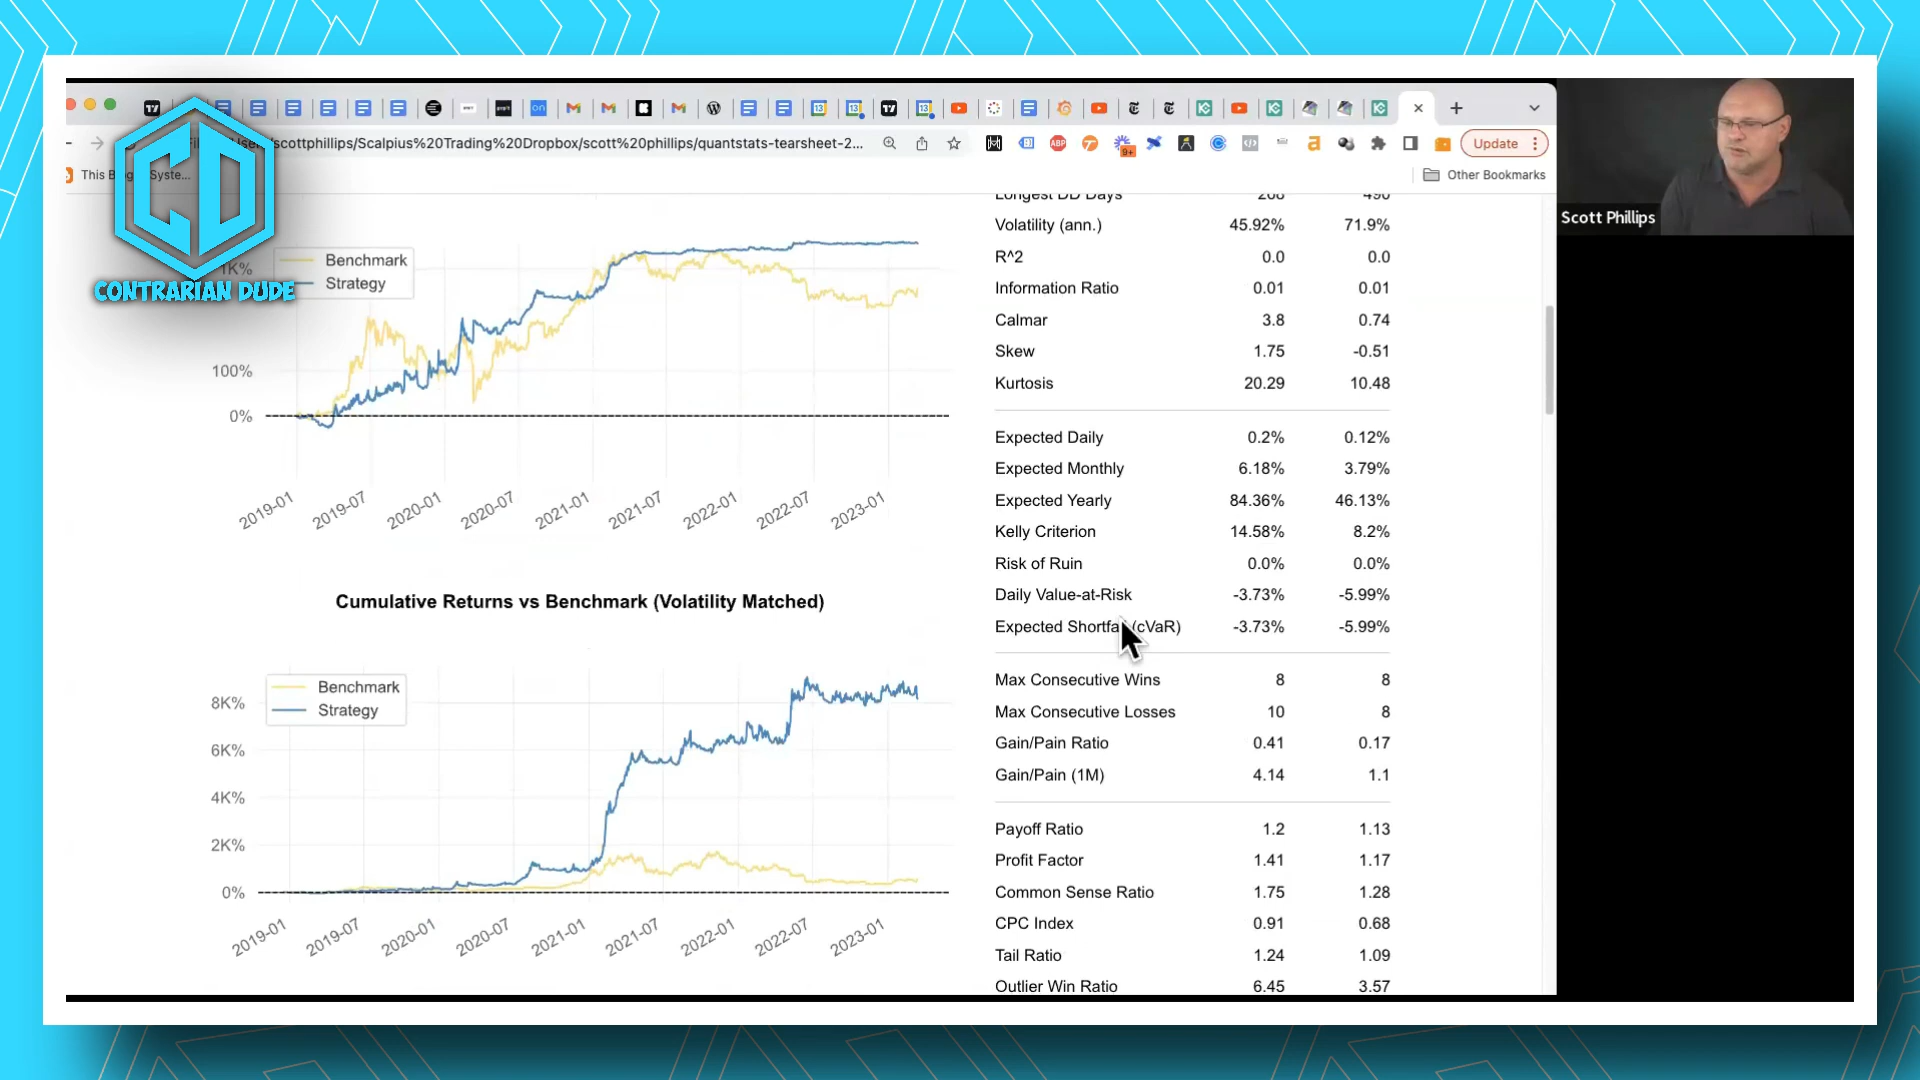 scottphillips/Scalpius%20Trading%20Dropbox/scott%20phillips/quantstats-tearsheet-2...
Update
This B
Syste...
Other Bookmarks
CD
CONTRARIAN DUDE
Scott Phillips
Benchmark
Strategy
1K%
100%
0%
2019-01
2019-07
2020-01
2020-07
2021-01
2021-07
2022-01
2022-07
2023-01
Cumulative Returns vs Benchmark (Volatility Matched)
Benchmark
Strategy
8K%
6K%
4K%
2K%
0%
2019-01
2019-07
2020-01
2020-07
2021-01
2021-07
2022-01
2022-07
2023-01
Longest DD Days 268 490
Volatility (ann.) 45.92% 71.9%
R^2 0.0 0.0
Information Ratio 0.01 0.01
Calmar 3.8 0.74
Skew 1.75 -0.51
Kurtosis 20.29 10.48
Expected Daily 0.2% 0.12%
Expected Monthly 6.18% 3.79%
Expected Yearly 84.36% 46.13%
Kelly Criterion 14.58% 8.2%
Risk of Ruin 0.0% 0.0%
Daily Value-at-Risk -3.73% -5.99%
Expected Shortfall (cVaR) -3.73% -5.99%
Max Consecutive Wins 8 8
Max Consecutive Losses 10 8
Gain/Pain Ratio 0.41 0.17
Gain/Pain (1M) 4.14 1.1
Payoff Ratio 1.2 1.13
Profit Factor 1.41 1.17
Common Sense Ratio 1.75 1.28
CPC Index 0.91 0.68
Tail Ratio 1.24 1.09
Outlier Win Ratio 6.45 3.57